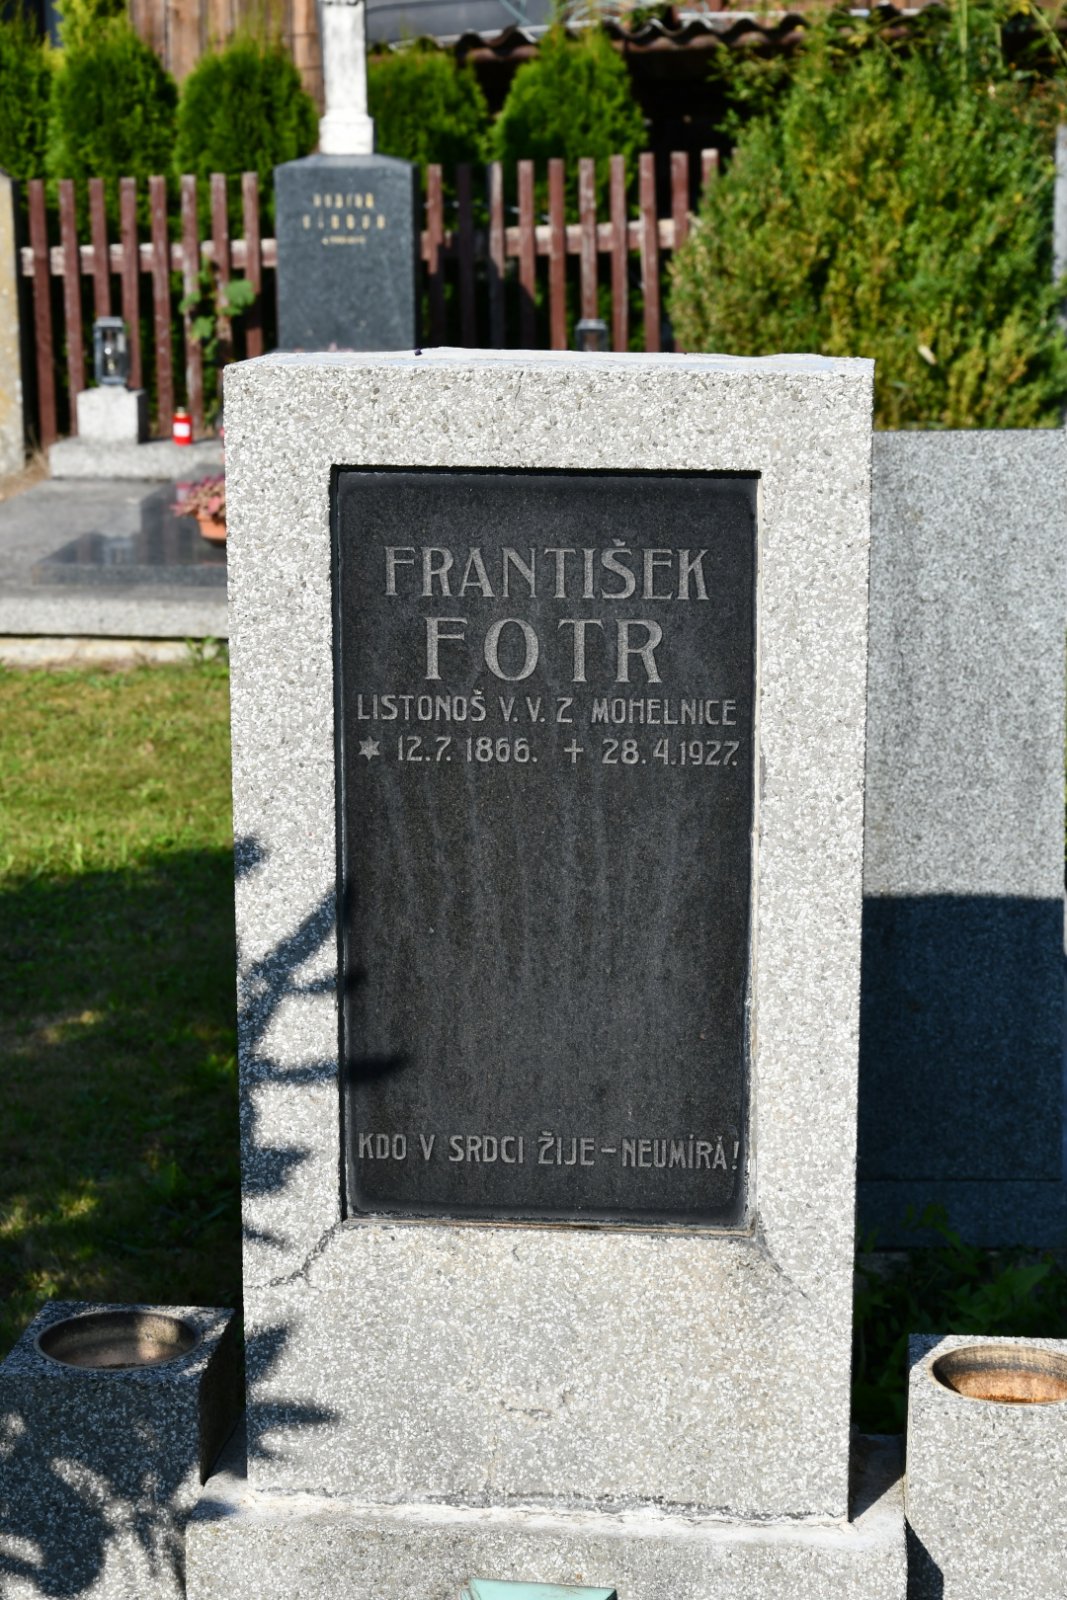 FRANTIŠEK
FOTR
LISTONOŠ V. V. Z MOHELNICE
* 12.7. 1866. + 28.4.1927.
KDO V SRDCI ŽIJE - NEUMÍRÁ!